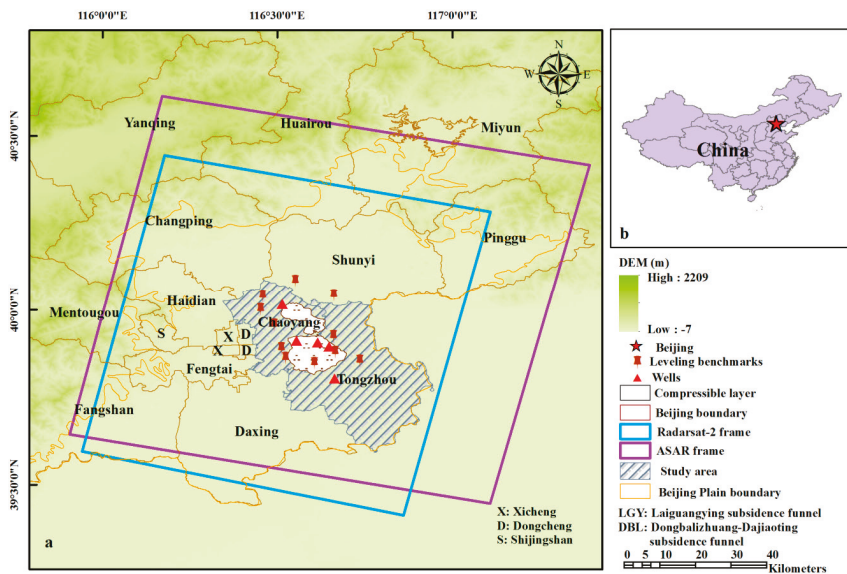 116°0'0"E
116°30'0"E
117°0'0"E
40°30'0"N
40°0'0"N
39°30'0"N
N
W
E
S
Yanqing
Huairou
Miyun
Changping
Pinggu
Shunyi
Mentougou
Haidian
Chaoyang
S
X
D
X
D
Fengtai
Tongzhou
Fangshan
Daxing
X: Xicheng
D: Dongcheng
S: Shijingshan
a
China
b
DEM (m)
High : 2209
Low : -7
Beijing
Leveling benchmarks
Wells
Compressible layer
Beijing boundary
Radarsat-2 frame
ASAR frame
Study area
Beijing Plain boundary
LGY: Laiguangying subsidence funnel
DBL: Dongbalizhuang-Dajiaoting
subsidence funnel
0 5 10 20 30 40
Kilometers